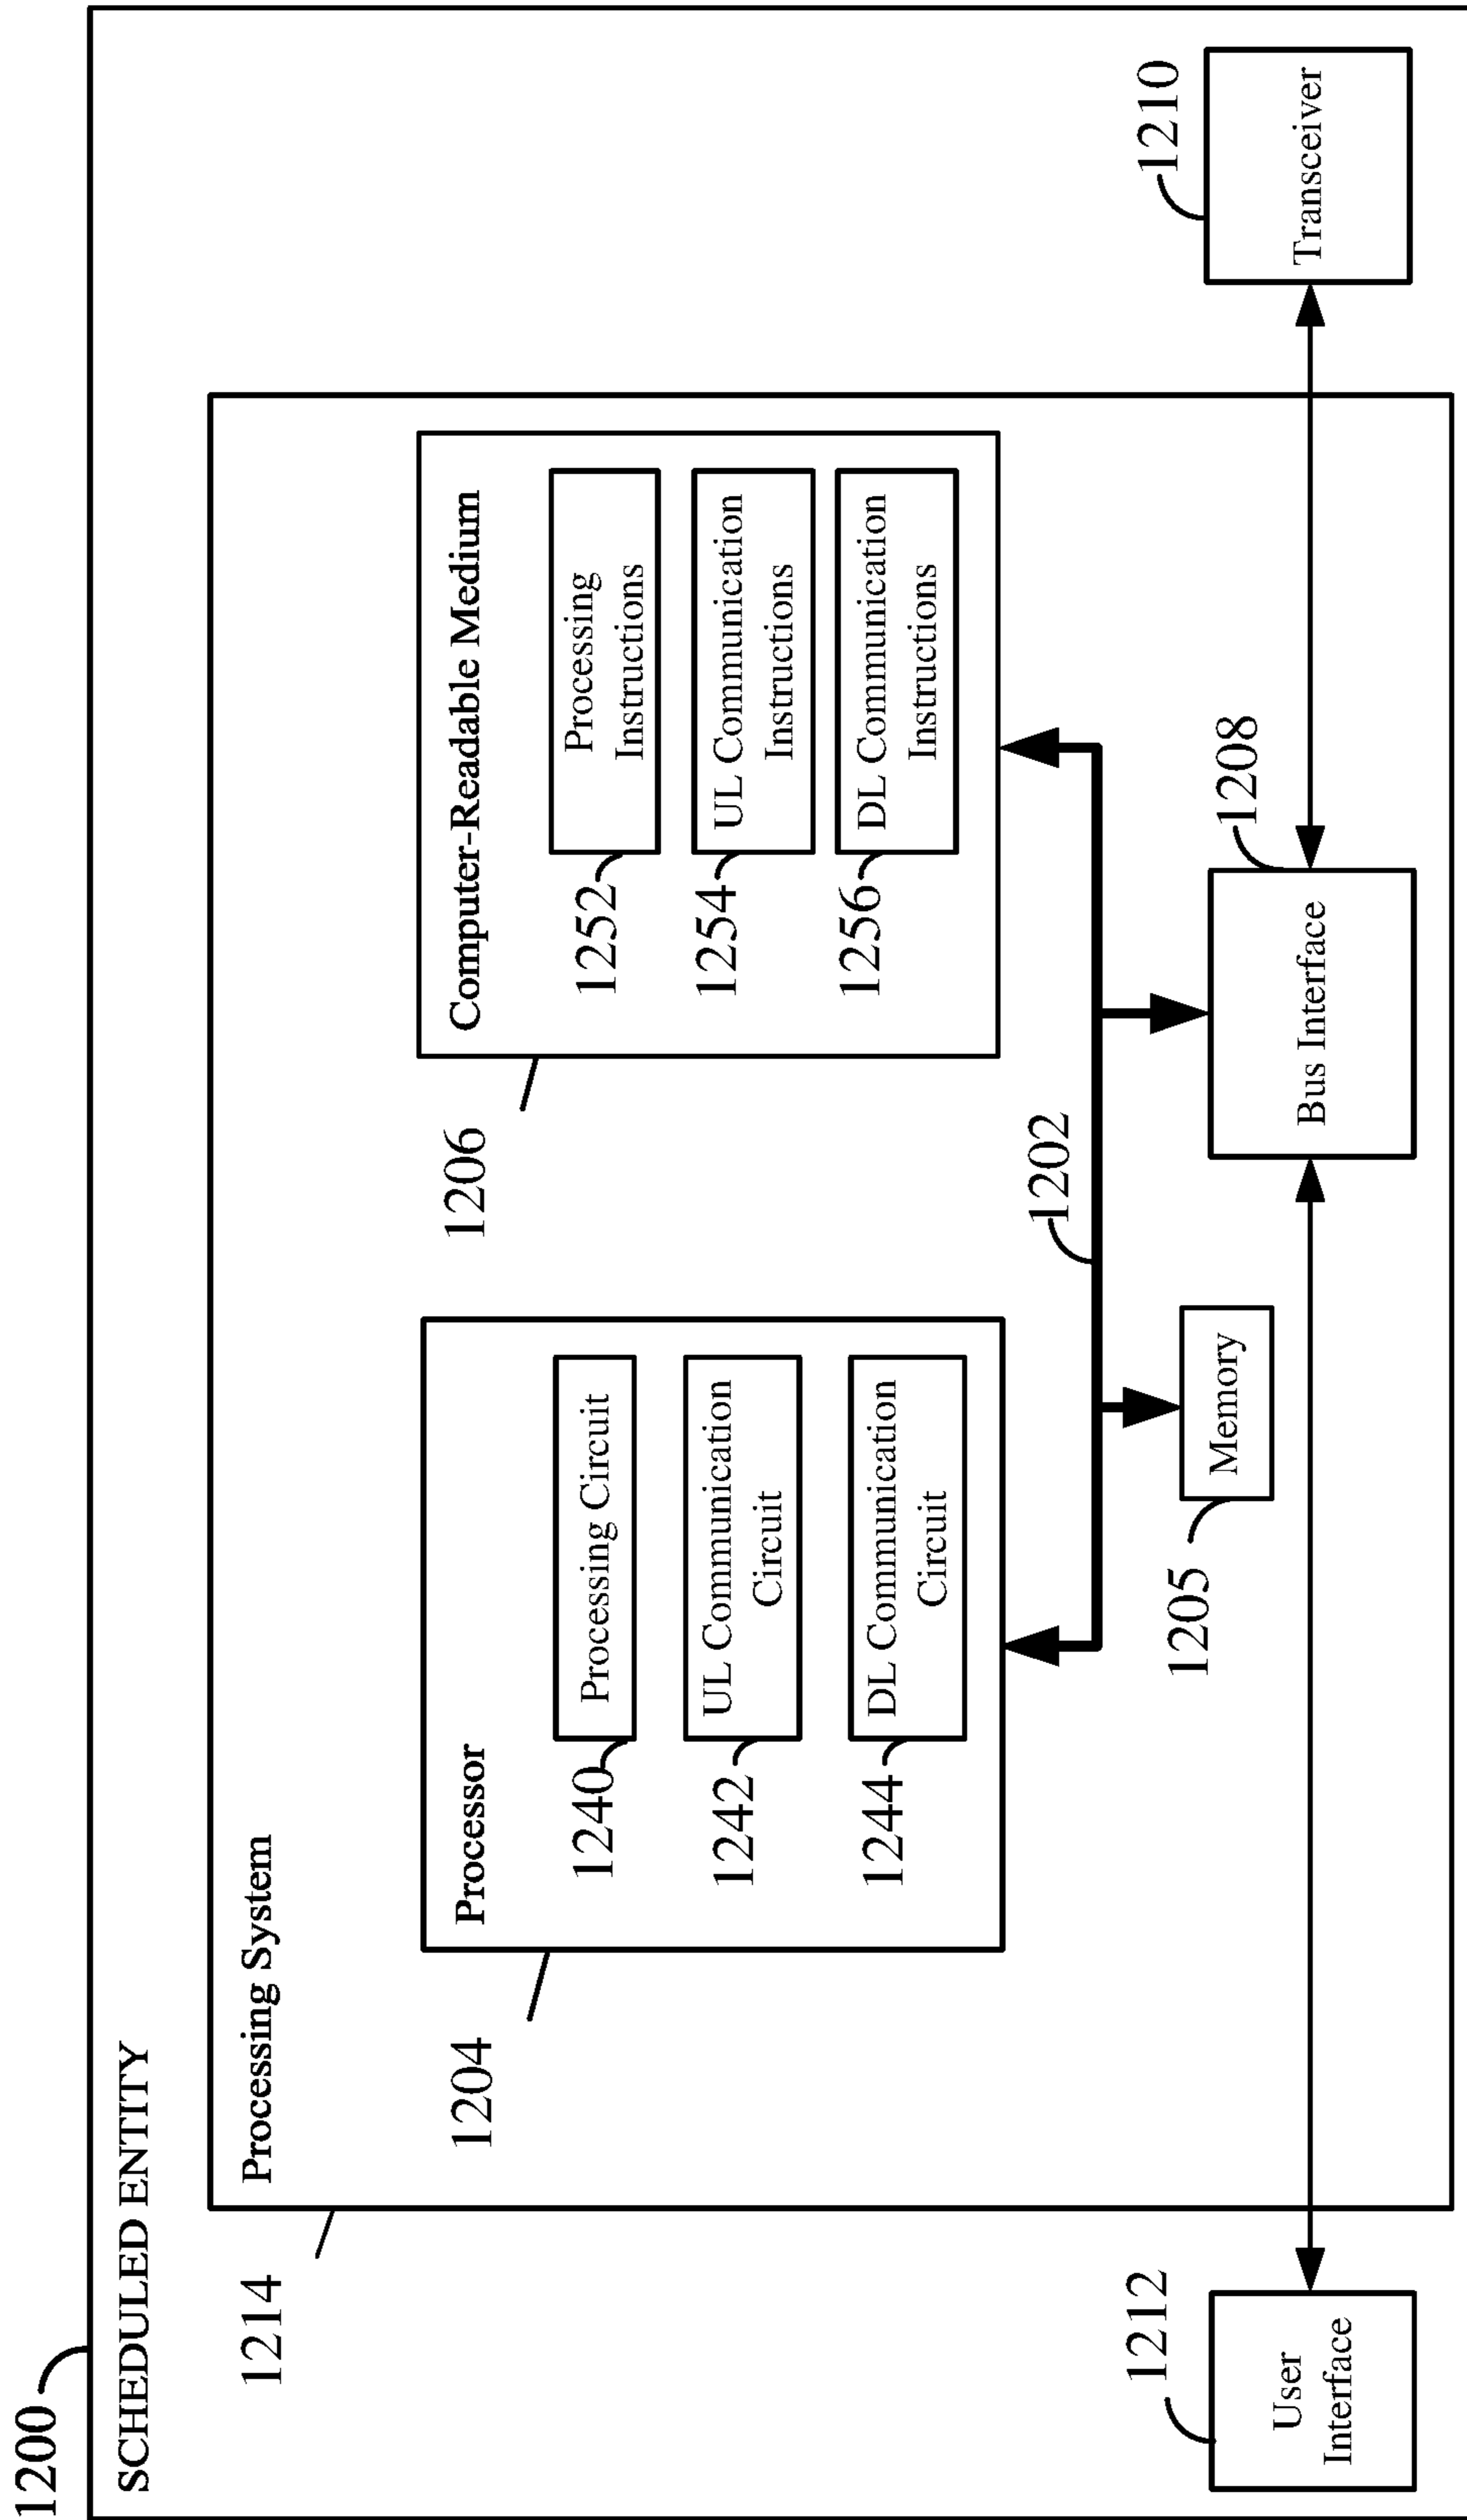 1200
SCHEDULED ENTITY
1214
Processing System
1204
Processor
1240
Processing Circuit
1242
UL Communication
Circuit
1244
DL Communication
Circuit
1206
Computer-Readable Medium
1252
Processing
Instructions
1254
UL Communication
Instructions
1256
DL Communication
Instructions
1202
1205
Memory
1208
Bus Interface
1212
User
Interface
1210
Transceiver